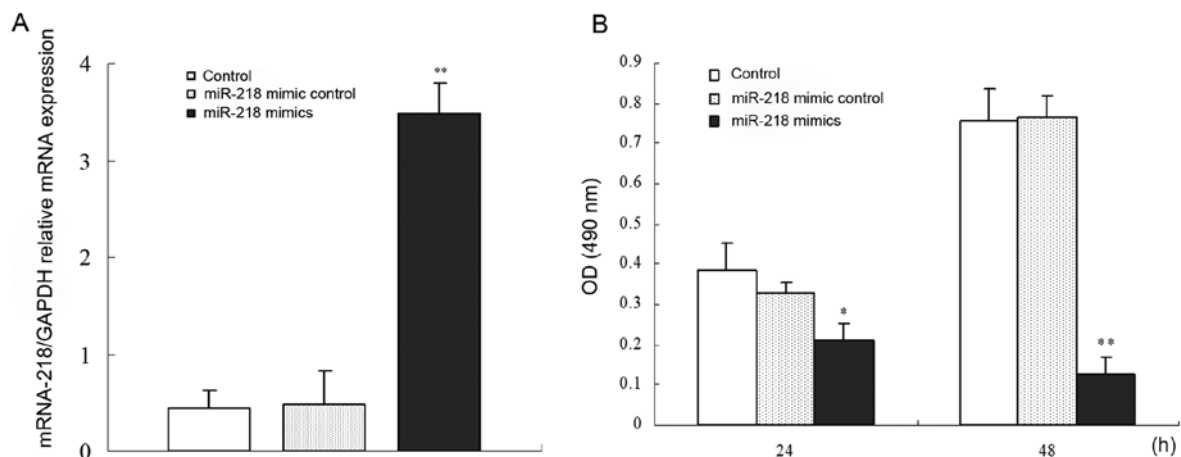 A
mRNA-218/GAPDH relative mRNA expression
4
3
2
1
0
Control
miR-218 mimic control
miR-218 mimics
**
B
OD (490 nm)
0.9
0.8
0.7
0.6
0.5
0.4
0.3
0.2
0.1
0
Control
miR-218 mimic control
miR-218 mimics
*
**
24
48
(h)